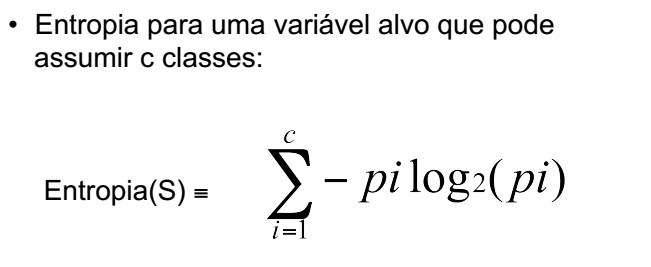 • Entropia para uma variável alvo que pode
assumir c classes:
c
Entropia(S) ≡ ∑ − pi log2(pi)
i=1